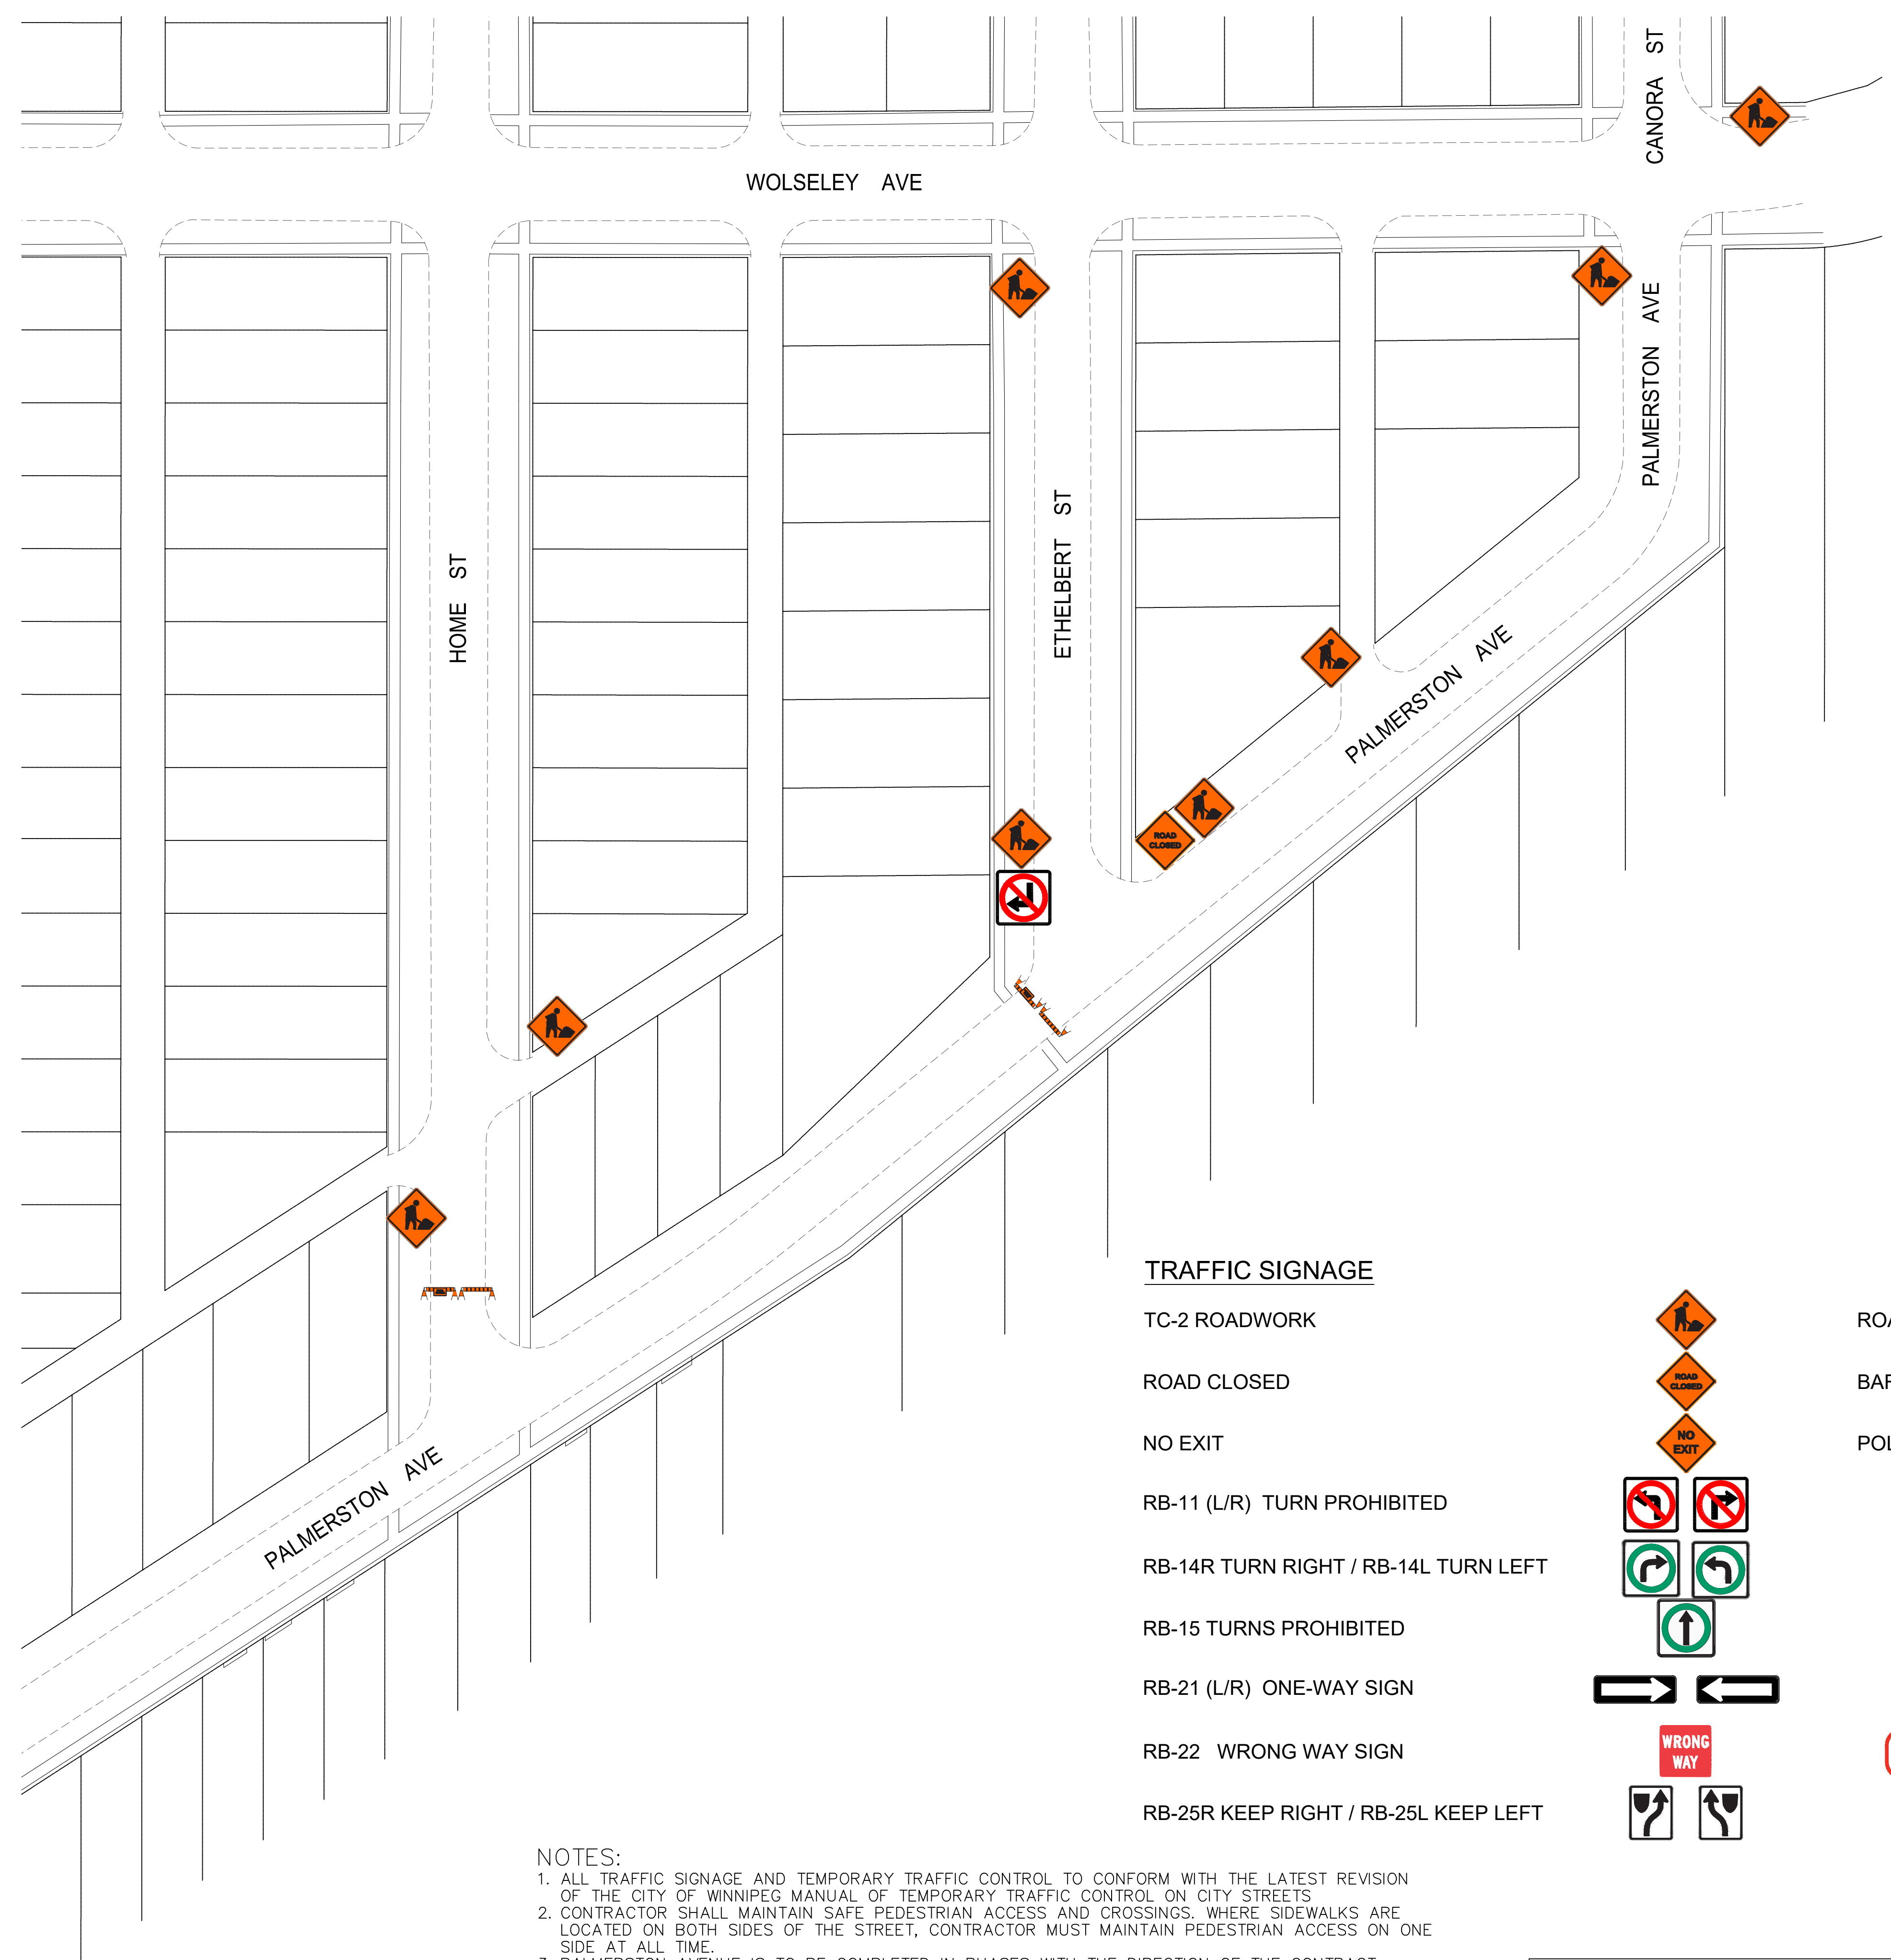 CANORA ST
WOLSELEY AVE
PALMERSTON AVE
HOME ST
ETHELBERT ST
PALMERSTON AVE
ROAD
CLOSED
PALMERSTON AVE
TRAFFIC SIGNAGE
TC-2 ROADWORK
ROAD CLOSED
ROAD
CLOSED
NO EXIT
NO
EXIT
RB-11 (L/R) TURN PROHIBITED
RB-14R TURN RIGHT / RB-14L TURN LEFT
RB-15 TURNS PROHIBITED
RB-21 (L/R) ONE-WAY SIGN
RB-22 WRONG WAY SIGN
WRONG
WAY
RB-25R KEEP RIGHT / RB-25L KEEP LEFT
NOTES:
1. ALL TRAFFIC SIGNAGE AND TEMPORARY TRAFFIC CONTROL TO CONFORM WITH THE LATEST REVISION
OF THE CITY OF WINNIPEG MANUAL OF TEMPORARY TRAFFIC CONTROL ON CITY STREETS
2. CONTRACTOR SHALL MAINTAIN SAFE PEDESTRIAN ACCESS AND CROSSINGS. WHERE SIDEWALKS ARE
LOCATED ON BOTH SIDES OF THE STREET, CONTRACTOR MUST MAINTAIN PEDESTRIAN ACCESS ON ONE
SIDE AT ALL TIME.